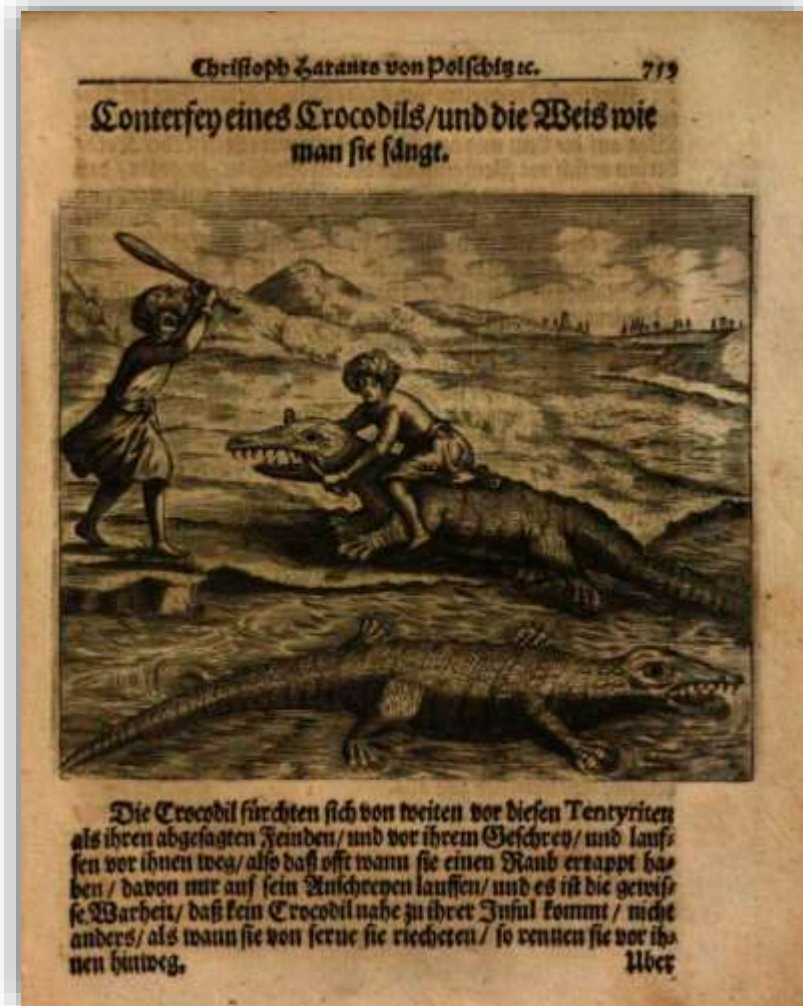 Christoph Harants von Polschitz ꝛc. 719
Conterfey eines Crocodils/und die Weis wie
man sie fängt.
Die Crocodil fürchten sich von weiten vor diesen Tentyriten
als ihren abgesagten Feinden/ und vor ihrem Geschrey/ und lauf-
fen vor ihnen weg/ also daß offt wann sie einen Raub ertappt ha-
ben/ davon nur auf sein Anschreyen lauffen/ und es ist die gewis-
se Warheit/ daß kein Crocodil nahe zu ihrer Insul kommt/ nicht
anders/ als wann sie von ferne sie riecheten/ so rennen sie vor ih-
nen hinweg.
Uber